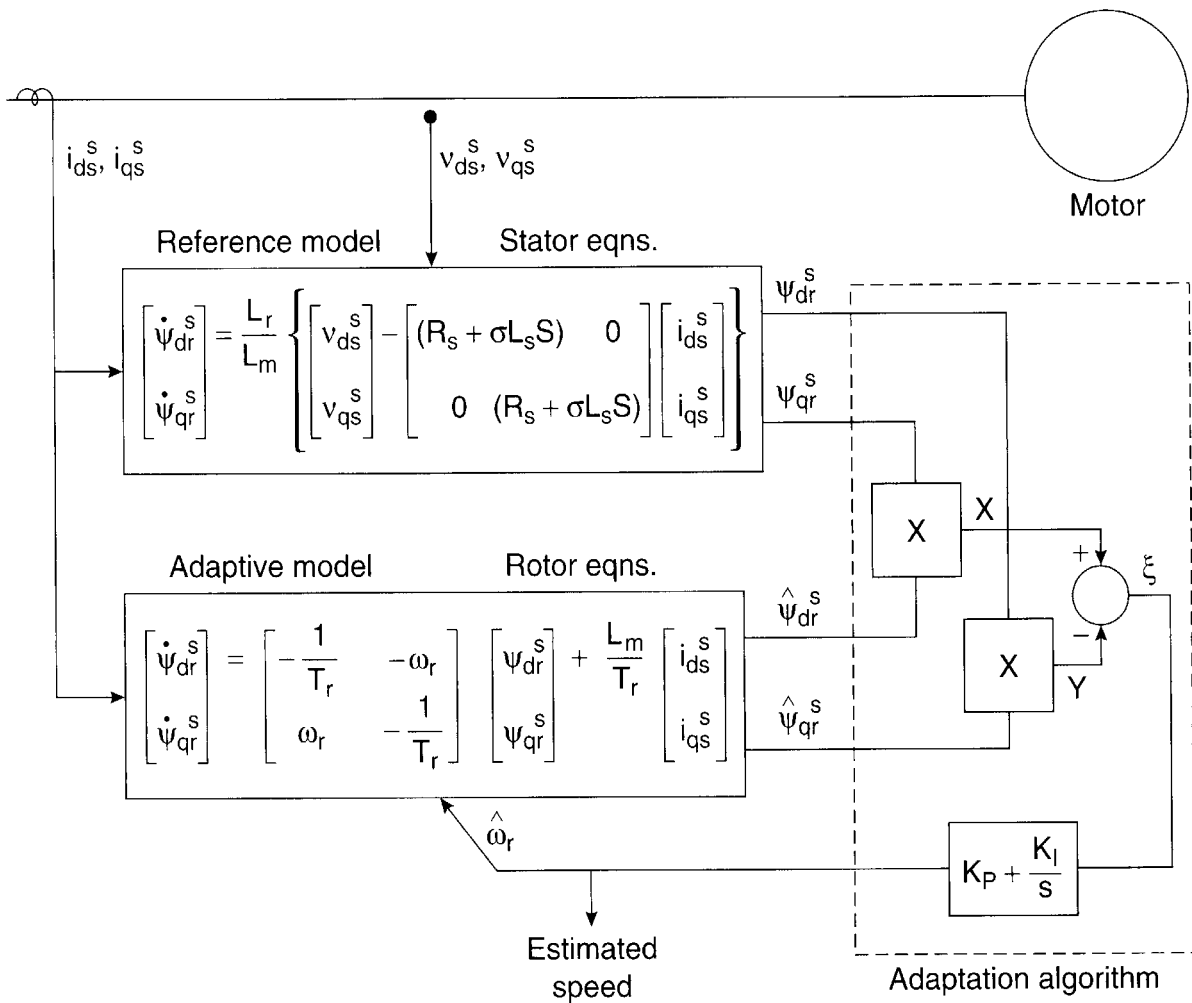 i_ds^s, i_qs^s
v_ds^s, v_qs^s
Motor
Reference model Stator eqns.
[ψ̇_dr^s ψ̇_qr^s] = L_r/L_m {[v_ds^s v_qs^s] − [(R_s + σL_sS) 0 0 (R_s + σL_sS)] [i_ds^s i_qs^s]}
ψ_dr^s
ψ_qr^s
X
X
+
ξ
Adaptive model Rotor eqns.
[ψ̇_dr^s ψ̇_qr^s] = [−1/T_r −ω_r ω_r −1/T_r] [ψ_dr^s ψ_qr^s] + L_m/T_r [i_ds^s i_qs^s]
ψ̂_dr^s
ψ̂_qr^s
X
Y
−
ω̂_r
K_P + K_I/s
Estimated
speed
Adaptation algorithm